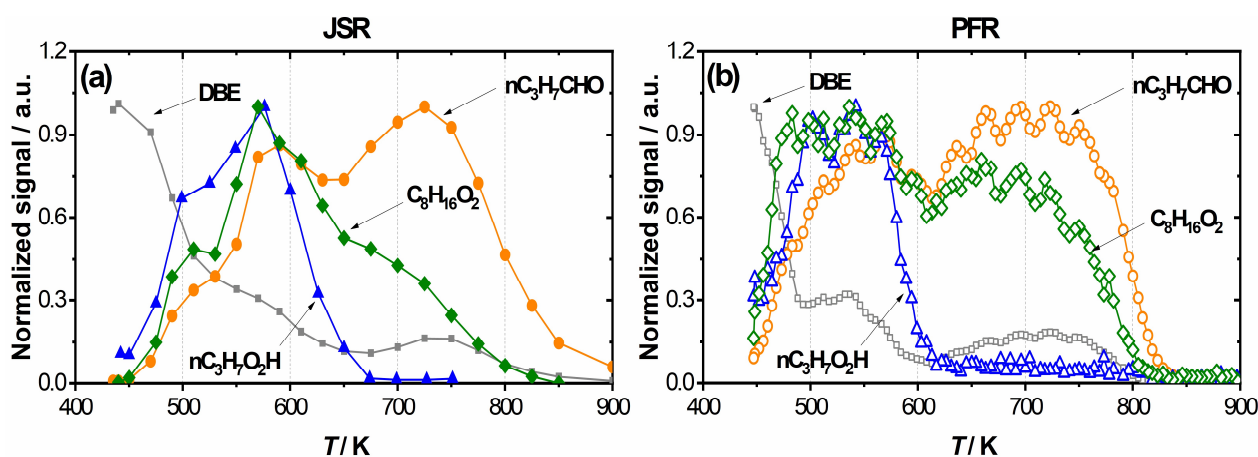 JSR
(a)
DBE
nC₃H₇CHO
C₈H₁₆O₂
nC₃H₇O₂H
Normalized signal / a.u.
1.2
0.9
0.6
0.3
0.0
400 500 600 700 800 900
T / K
PFR
(b)
DBE
nC₃H₇CHO
C₈H₁₆O₂
nC₃H₇O₂H
Normalized signal / a.u.
1.2
0.9
0.6
0.3
0.0
400 500 600 700 800 900
T / K